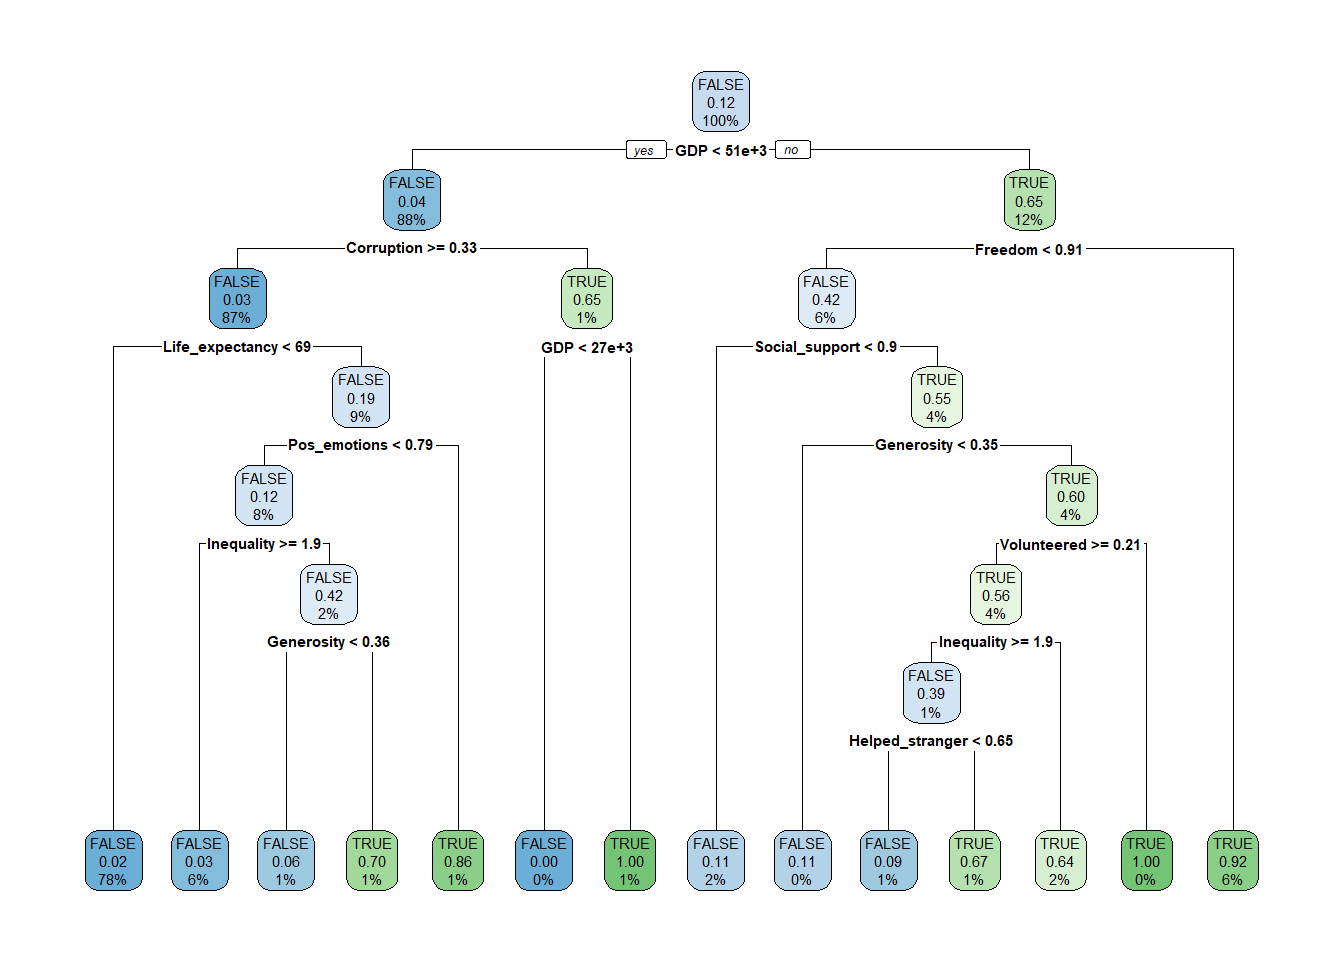 FALSE
0.12
100%
yes GDP < 51e+3 no
FALSE
0.04
88%
TRUE
0.65
12%
Corruption >= 0.33
Freedom < 0.91
FALSE
0.03
87%
TRUE
0.65
1%
FALSE
0.42
6%
Life_expectancy < 69
GDP < 27e+3
Social_support < 0.9
FALSE
0.19
9%
TRUE
0.55
4%
Pos_emotions < 0.79
Generosity < 0.35
FALSE
0.12
8%
TRUE
0.60
4%
Inequality >= 1.9
Volunteered >= 0.21
FALSE
0.42
2%
TRUE
0.56
4%
Generosity < 0.36
Inequality >= 1.9
FALSE
0.39
1%
Helped_stranger < 0.65
FALSE
0.02
78%
FALSE
0.03
6%
FALSE
0.06
1%
TRUE
0.70
1%
TRUE
0.86
1%
FALSE
0.00
0%
TRUE
1.00
1%
FALSE
0.11
2%
FALSE
0.11
0%
FALSE
0.09
1%
TRUE
0.67
1%
TRUE
0.64
2%
TRUE
1.00
0%
TRUE
0.92
6%